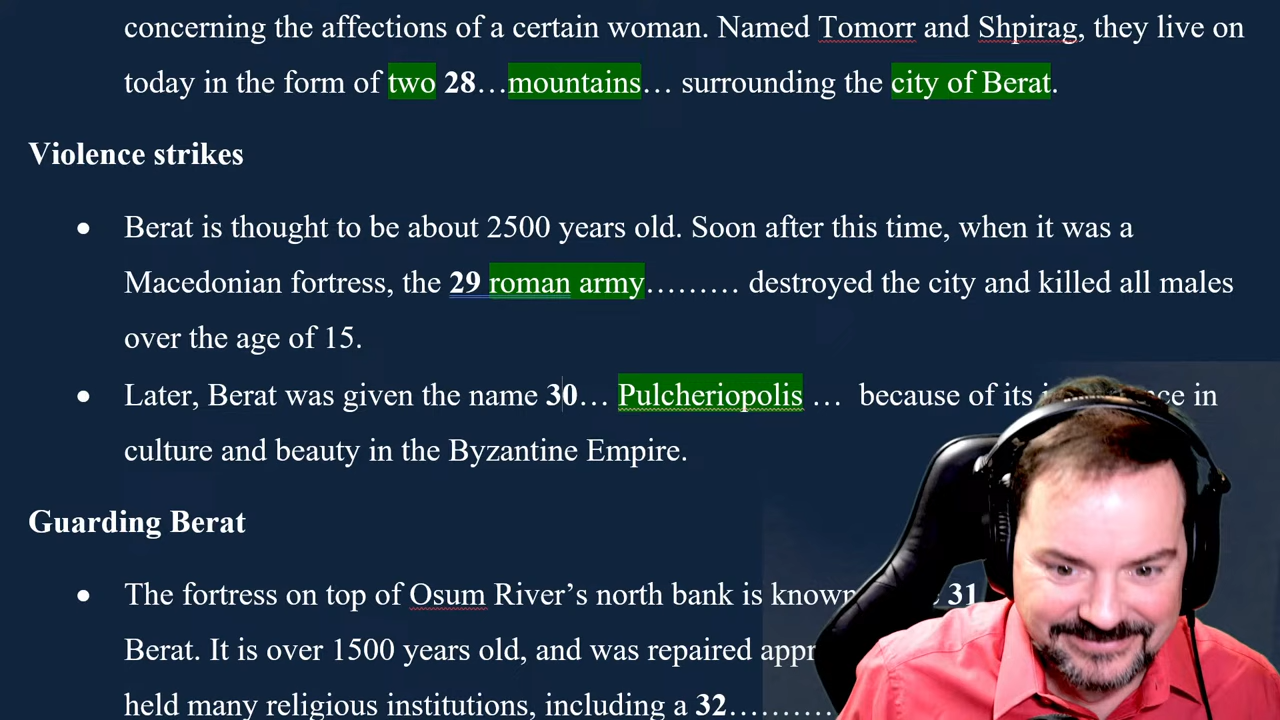 concerning the affections of a certain woman. Named Tomorr and Shpirag, they live on
today in the form of two 28…mountains… surrounding the city of Berat.
Violence strikes
• Berat is thought to be about 2500 years old. Soon after this time, when it was a
Macedonian fortress, the 29 roman army……… destroyed the city and killed all males
over the age of 15.
• Later, Berat was given the name 30… Pulcheriopolis … because of its in
culture and beauty in the Byzantine Empire.
Guarding Berat
• The fortress on top of Osum River’s north bank is known 31
Berat. It is over 1500 years old, and was repaired
held many religious institutions, including a 32…………